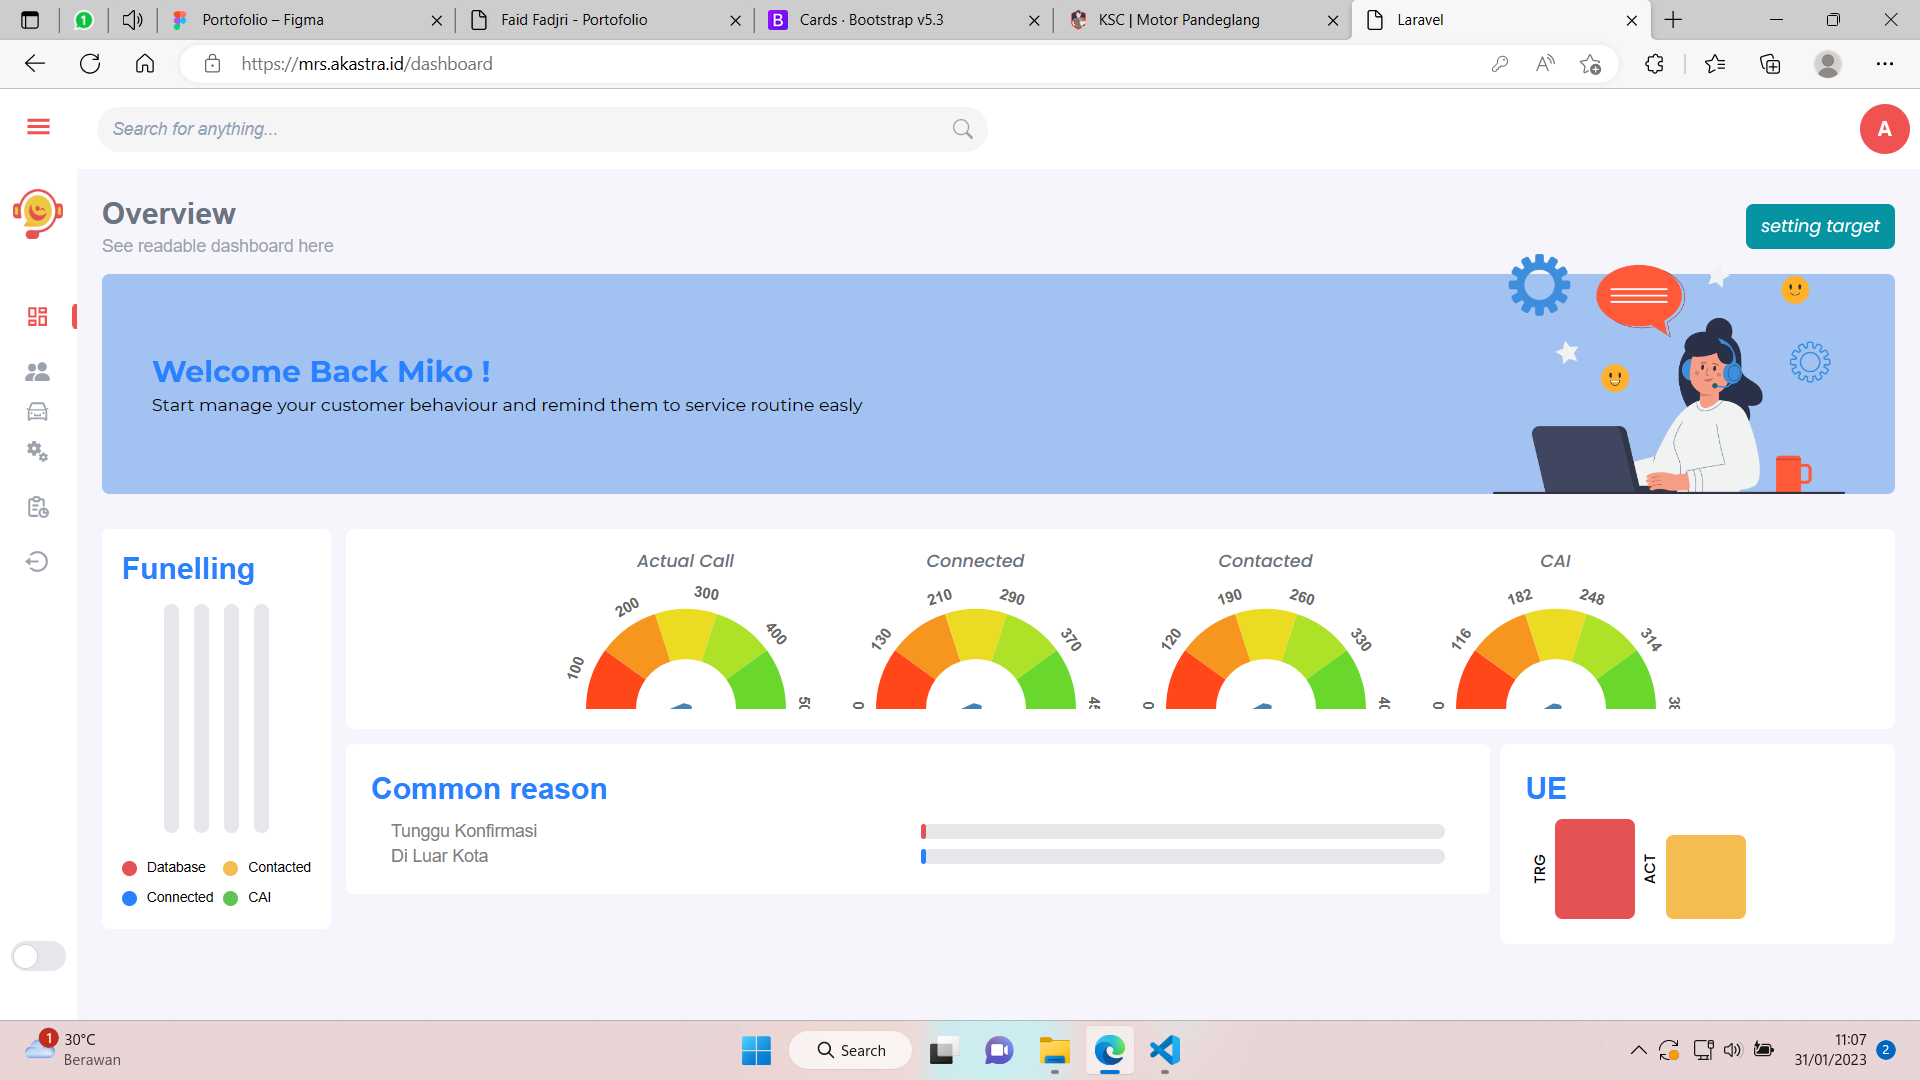 Portofolio – Figma
Faid Fadjri - Portofolio
Cards · Bootstrap v5.3
KSC | Motor Pandeglang
Laravel
https://mrs.akastra.id/dashboard
Search for anything...
A
Overview
See readable dashboard here
setting target
Welcome Back Miko !
Start manage your customer behaviour and remind them to service routine easly
Funelling
Database
Contacted
Connected
CAI
Actual Call
100
200
300
400
Connected
0
130
210
290
370
Contacted
0
120
190
260
330
CAI
0
116
182
248
314
Common reason
Tunggu Konfirmasi
Di Luar Kota
UE
TRG
ACT
1
30°C
Berawan
Search
11:07
31/01/2023
2